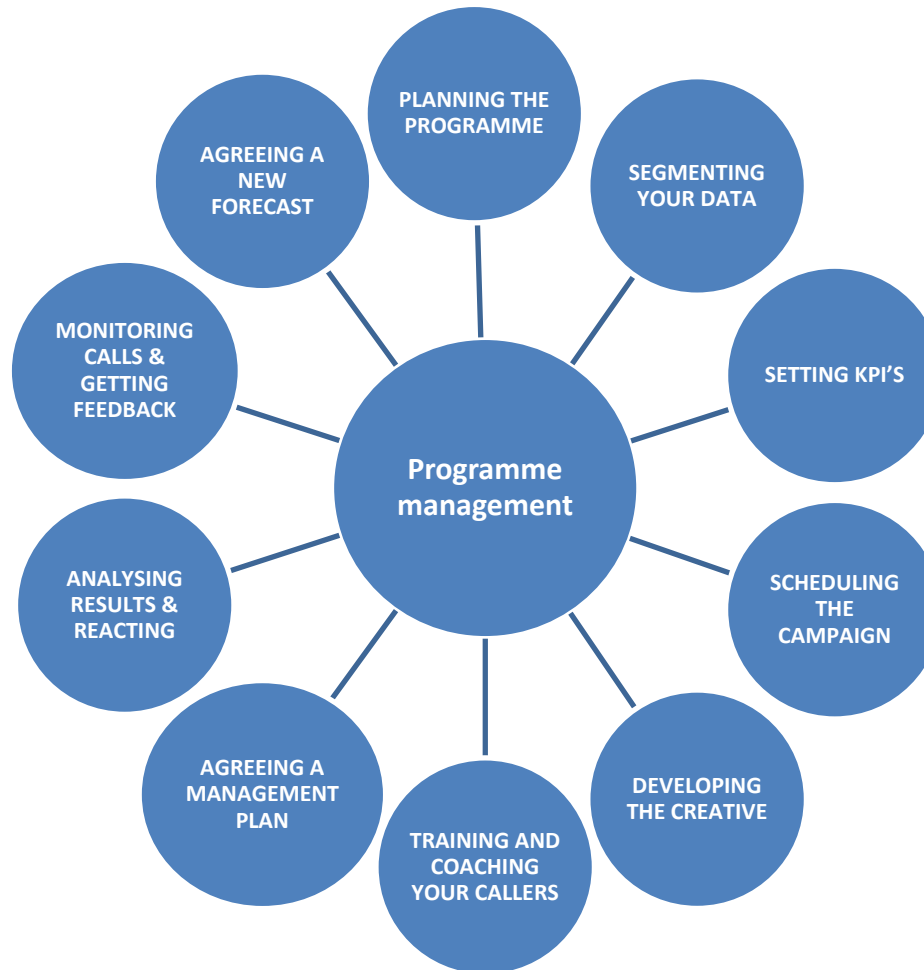 PLANNING THE
PROGRAMME
SEGMENTING
YOUR DATA
SETTING KPI’S
SCHEDULING
THE
CAMPAIGN
DEVELOPING
THE CREATIVE
TRAINING AND
COACHING
YOUR CALLERS
AGREEING A
MANAGEMENT
PLAN
ANALYSING
RESULTS &
REACTING
MONITORING
CALLS &
GETTING
FEEDBACK
AGREEING A
NEW
FORECAST
Programme
management